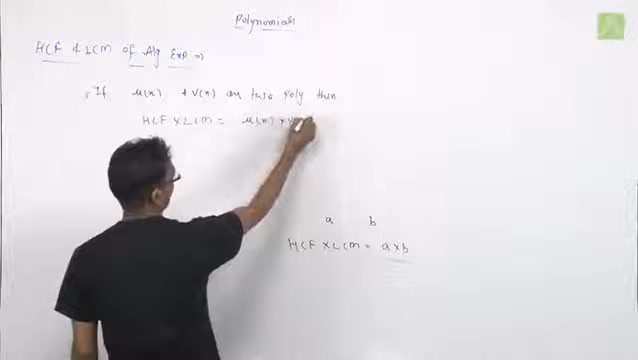 Polynomials
HCF & LCM of Alg Exp ⇒
If u(x) & v(x) are two Poly then
HCF × LCM = u(x) × v
a b
HCF × LCM = a × b